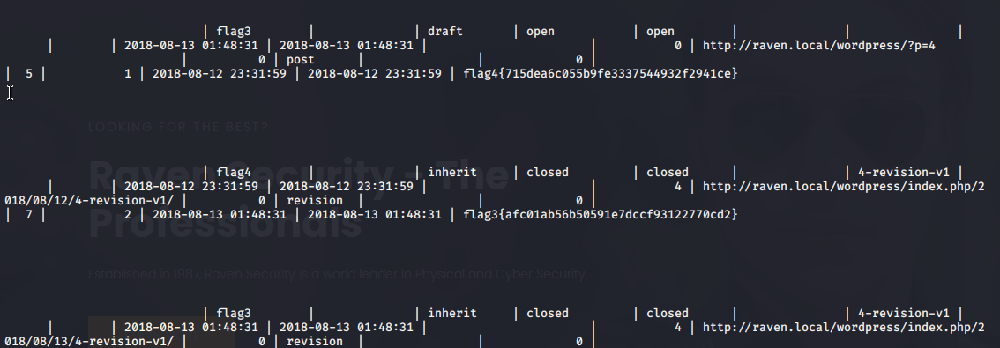 | flag3 | | draft | open | open | | |
| | 2018-08-13 01:48:31 | 2018-08-13 01:48:31 | | 0 | http://raven.local/wordpress/?p=4
| 0 | post | | 0 |
| 5 | 1 | 2018-08-12 23:31:59 | 2018-08-12 23:31:59 | flag4{715dea6c055b9fe3337544932f2941ce}
LOOKING FOR THE BEST?
| flag4 | | inherit | closed | closed | | 4-revision-v1 |
Raven Security - The
| | 2018-08-12 23:31:59 | 2018-08-12 23:31:59 | | 4 | http://raven.local/wordpress/index.php/2
018/08/12/4-revision-v1/ | 0 | revision | | 0 |
| 7 | 2 | 2018-08-13 01:48:31 | 2018-08-13 01:48:31 | flag3{afc01ab56b50591e7dccf93122770cd2}
Professionals
Established in 1987, Raven Security is a world leader in Physical and Cyber Security.
| flag3 | | inherit | closed | closed | | 4-revision-v1 |
| | 2018-08-13 01:48:31 | 2018-08-13 01:48:31 | | 4 | http://raven.local/wordpress/index.php/2
018/08/13/4-revision-v1/ | 0 | revision | | 0 |